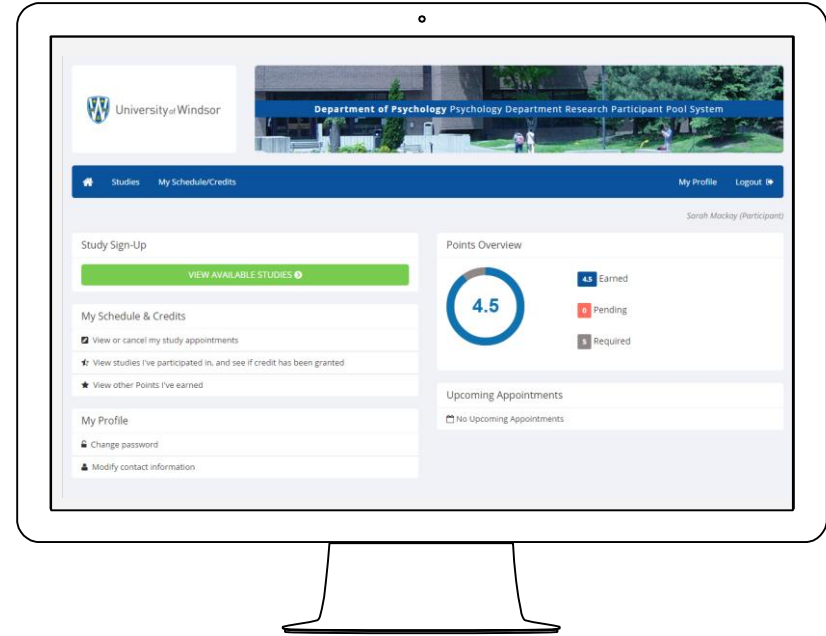 University of Windsor
Department of Psychology Psychology Department Research Participant Pool System
Studies My Schedule/Credits My Profile Logout
Sarah Mackay (Participant)
Study Sign-Up
VIEW AVAILABLE STUDIES
My Schedule & Credits
View or cancel my study appointments
View studies I've participated in, and see if credit has been granted
View other Points I've earned
My Profile
Change password
Modify contact information
Points Overview
4.5
4.5 Earned
0 Pending
5 Required
Upcoming Appointments
No Upcoming Appointments